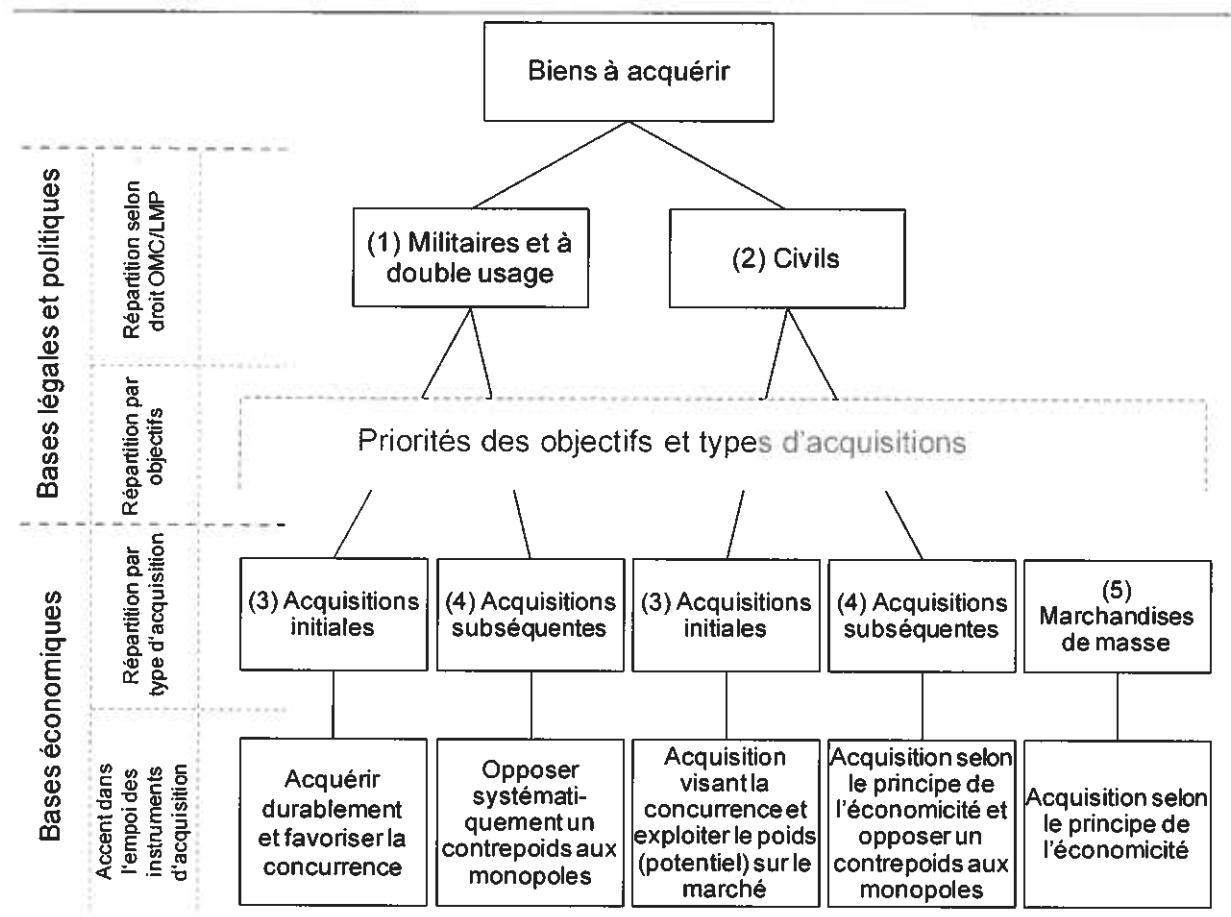 Biens à acquérir
Bases légales et politiques
Répartition selon
droit OMC/LMP
(1) Militaires et à
double usage
(2) Civils
Répartition par
objectifs
Priorités des objectifs et types d'acquisitions
Bases économiques
Répartition par
type d'acquisition
(3) Acquisitions
initiales
(4) Acquisitions
subséquentes
(3) Acquisitions
initiales
(4) Acquisitions
subséquentes
(5)
Marchandises
de masse
Accent dans
l'empoi des
instruments
d'acquisition
Acquérir
durablement
et favoriser la
concurrence
Opposer
systémati-
quement un
contrepoids aux
monopoles
Acquisition
visant la
concurrence et
exploiter le poids
(potentiel) sur le
marché
Acquisition selon
le principe de
l'économicité et
opposer un
contrepoids aux
monopoles
Acquisition selon
le principe de
l'économicité